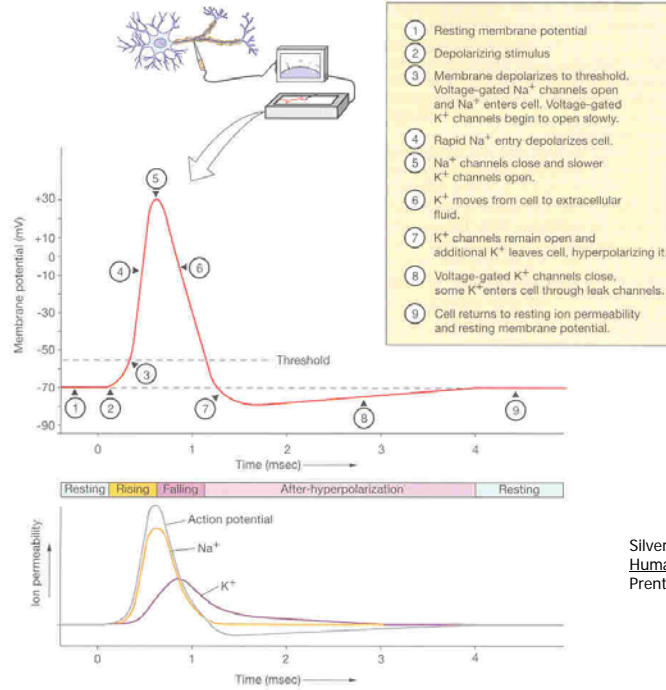 1 Resting membrane potential
2 Depolarizing stimulus
3 Membrane depolarizes to threshold.
Voltage-gated Na+ channels open
and Na+ enters cell. Voltage-gated
K+ channels begin to open slowly.
4 Rapid Na+ entry depolarizes cell.
5 Na+ channels close and slower
K+ channels open.
6 K+ moves from cell to extracellular
fluid.
7 K+ channels remain open and
additional K+ leaves cell, hyperpolarizing it.
8 Voltage-gated K+ channels close,
some K+enters cell through leak channels.
9 Cell returns to resting ion permeability
and resting membrane potential.
Membrane potential (mV)
+30
+10
0
-10
-30
-50
-70
-90
5
4
6
Threshold
3
1
2
7
8
9
0
1
2
3
4
Time (msec)
Resting
Rising
Falling
After-hyperpolarization
Resting
Ion permeability
Action potential
Na+
K+
0
1
2
3
4
Time (msec)
Silver
Huma
Prent